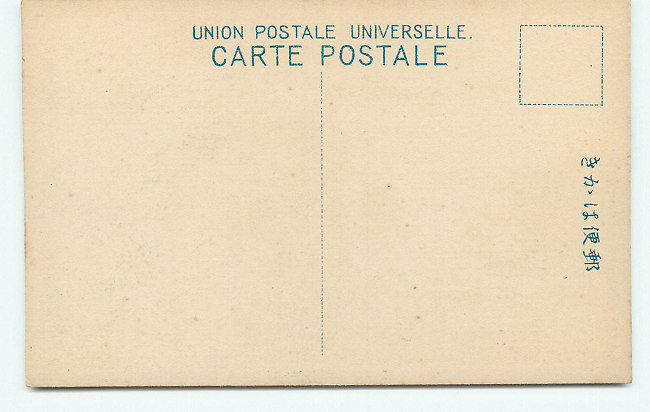 UNION POSTALE UNIVERSELLE.
CARTE POSTALE
郵便はかき